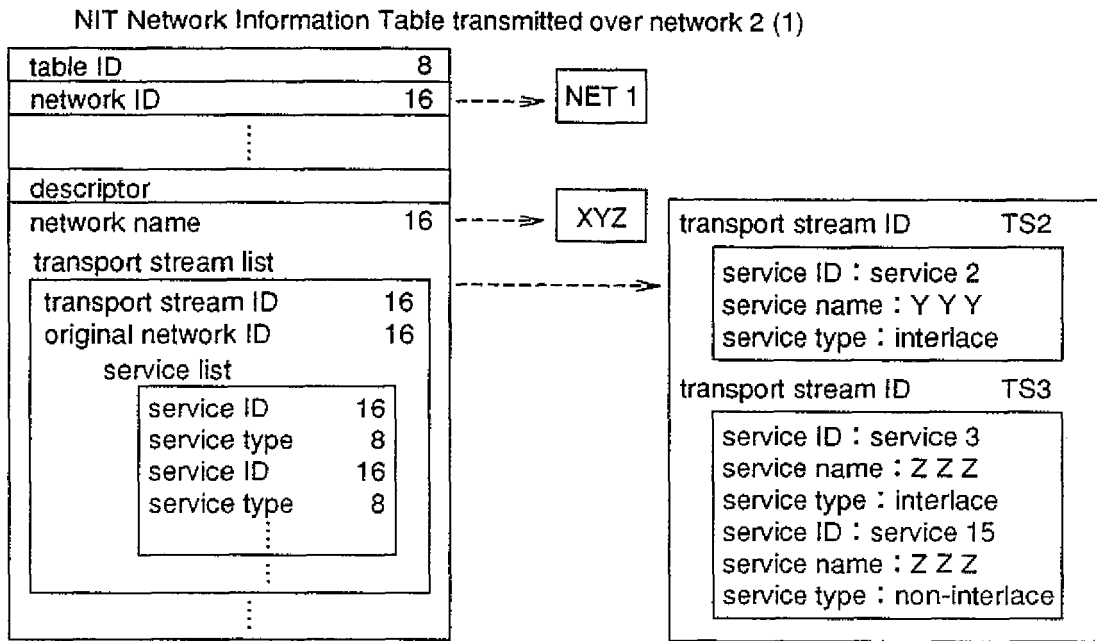 NIT Network Information Table transmitted over network 2 (1)
table ID 8
network ID 16
NET 1
descriptor
network name 16
XYZ
transport stream list
transport stream ID 16
original network ID 16
service list
service ID 16
service type 8
service ID 16
service type 8
transport stream ID TS2
service ID : service 2
service name : Y Y Y
service type : interlace
transport stream ID TS3
service ID : service 3
service name : Z Z Z
service type : interlace
service ID : service 15
service name : Z Z Z
service type : non-interlace